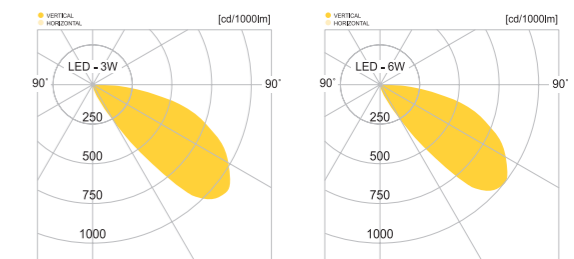 VERTICAL
HORIZONTAL
[cd/1000lm]
LED - 3W
90°
90°
250
500
750
1000
VERTICAL
HORIZONTAL
[cd/1000lm]
LED - 6W
90°
90°
250
500
750
1000